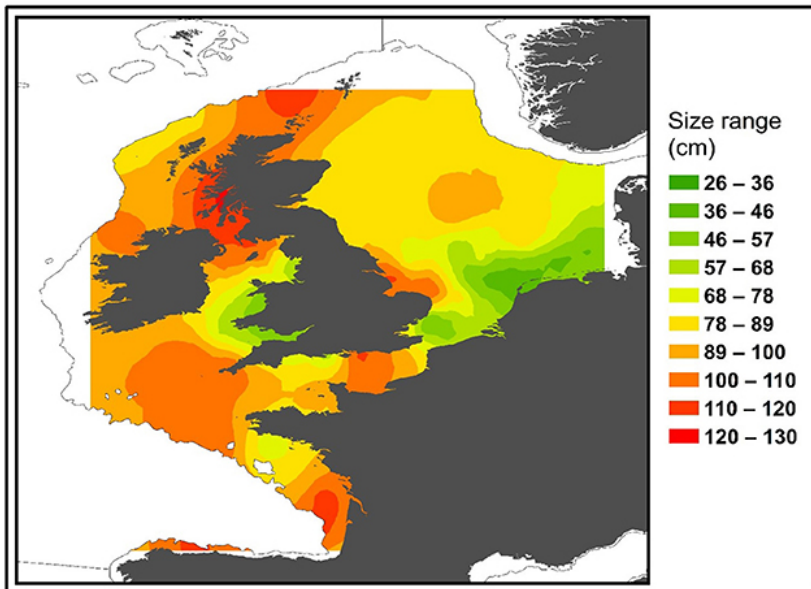 Size range
(cm)
26 – 36
36 – 46
46 – 57
57 – 68
68 – 78
78 – 89
89 – 100
100 – 110
110 – 120
120 – 130